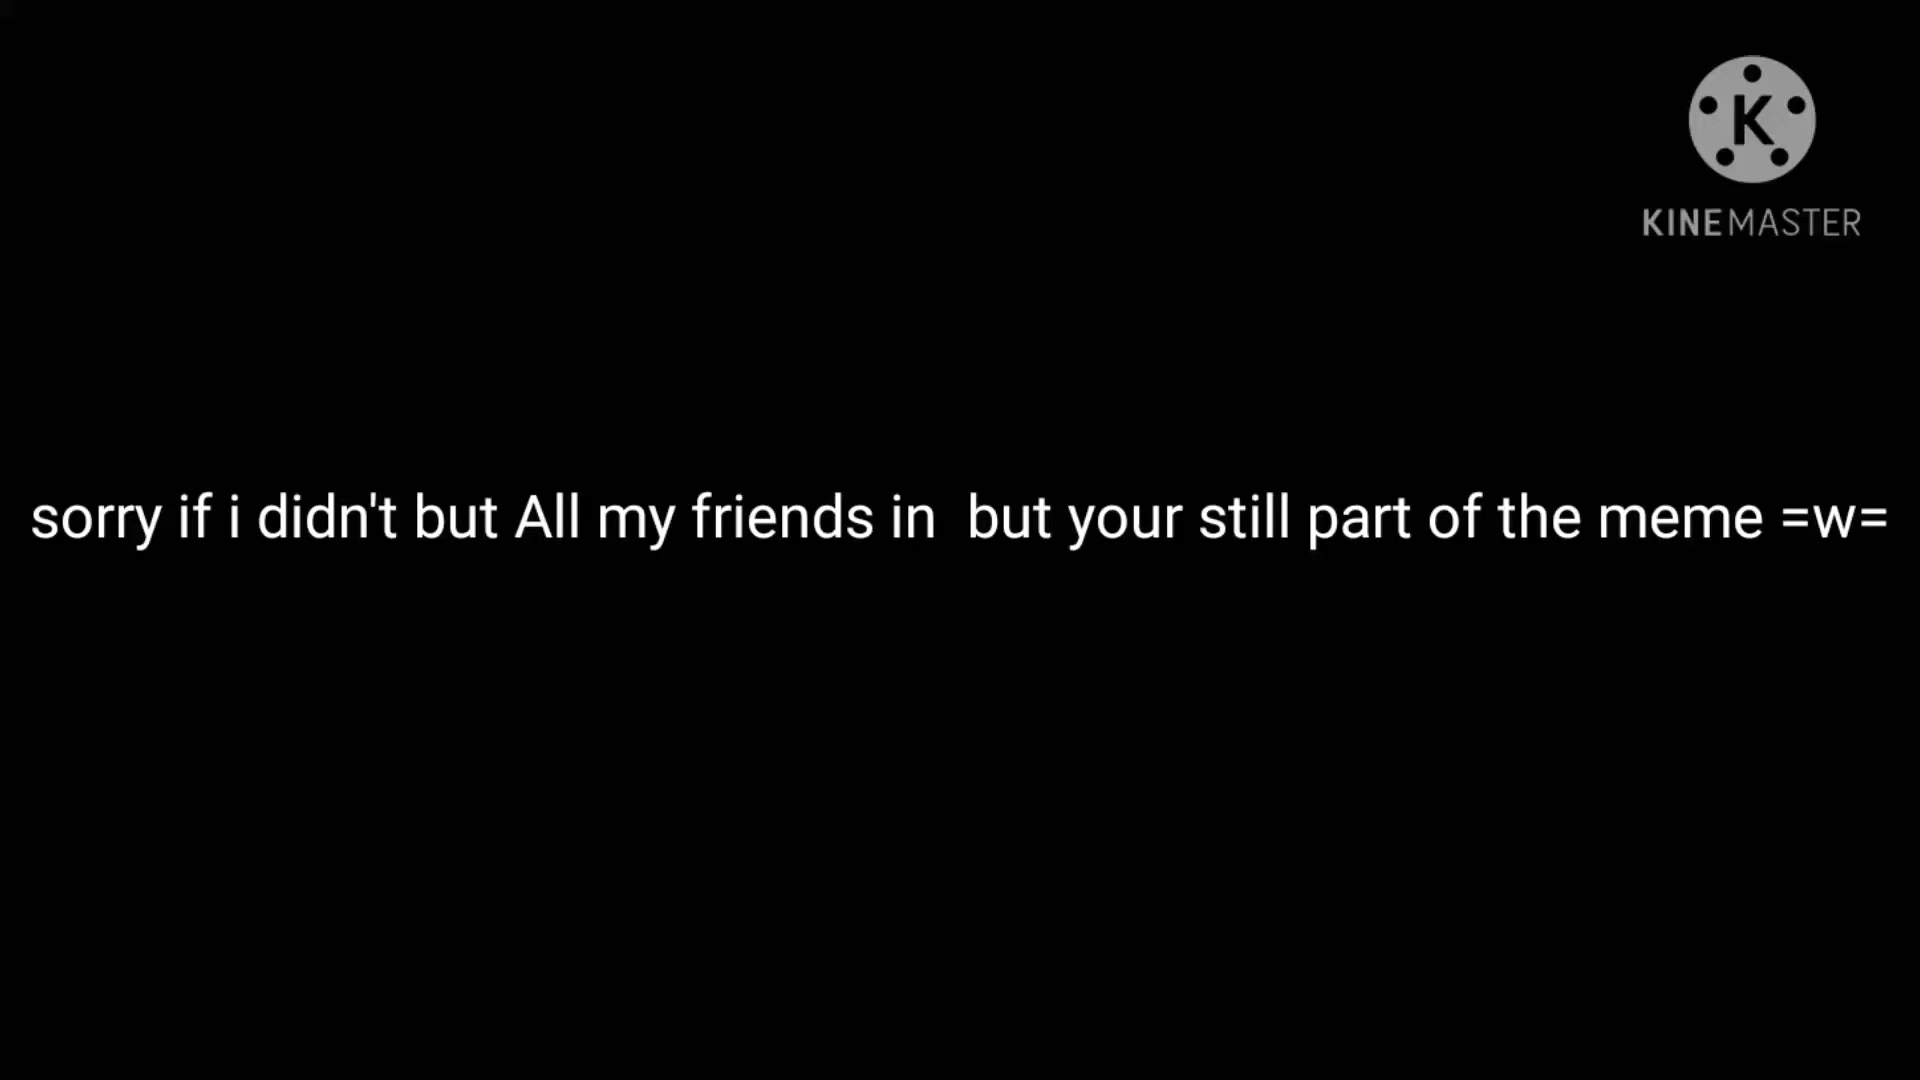 K
KINEMASTER
sorry if i didn't but All my friends in  but your still part of the meme =w=